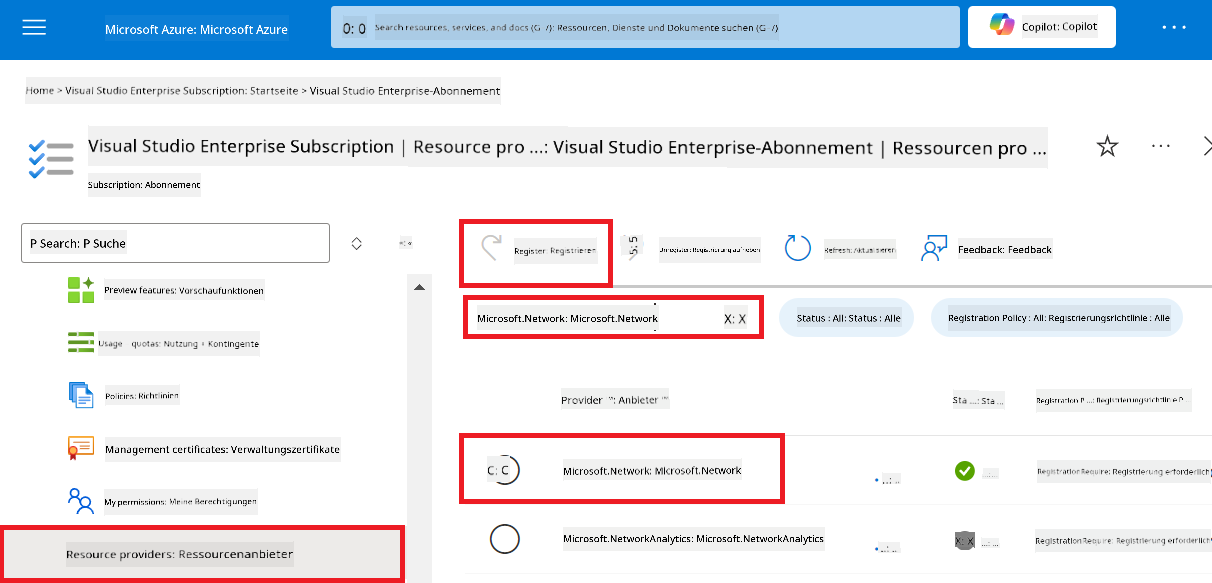 Microsoft Azure: Microsoft Azure
0: 0 Search resources, services, and docs (G /): Ressourcen, Dienste und Dokumente suchen (G /)
Copilot: Copilot
Home > Visual Studio Enterprise Subscription: Startseite > Visual Studio Enterprise-Abonnement
Visual Studio Enterprise Subscription | Resource pro ...: Visual Studio Enterprise-Abonnement | Ressourcen pro ...
Subscription: Abonnement
P Search: P Suche
Register: Registrieren
5: 5
Unregister: Registrierung aufheben
Refresh: Aktualisieren
Feedback: Feedback
Preview features: Vorschaufunktionen
Microsoft.Network: Microsoft.Network
X: X
Status : All: Status : Alle
Registration Policy : All: Registrierungsrichtlinie : Alle
Usage + quotas: Nutzung + Kontingente
Policies: Richtlinien
Provider ↑↓: Anbieter ↑↓
Sta ...: Sta ...
Registration P ...: Registrierungsrichtlinie P ...
Management certificates: Verwaltungszertifikate
C: C
Microsoft.Network: Microsoft.Network
RegistrationRequire: Registrierung erforderlich
My permissions: Meine Berechtigungen
Microsoft.NetworkAnalytics: Microsoft.NetworkAnalytics
X: X
RegistrationRequire: Registrierung erforderlich
Resource providers: Ressourcenanbieter